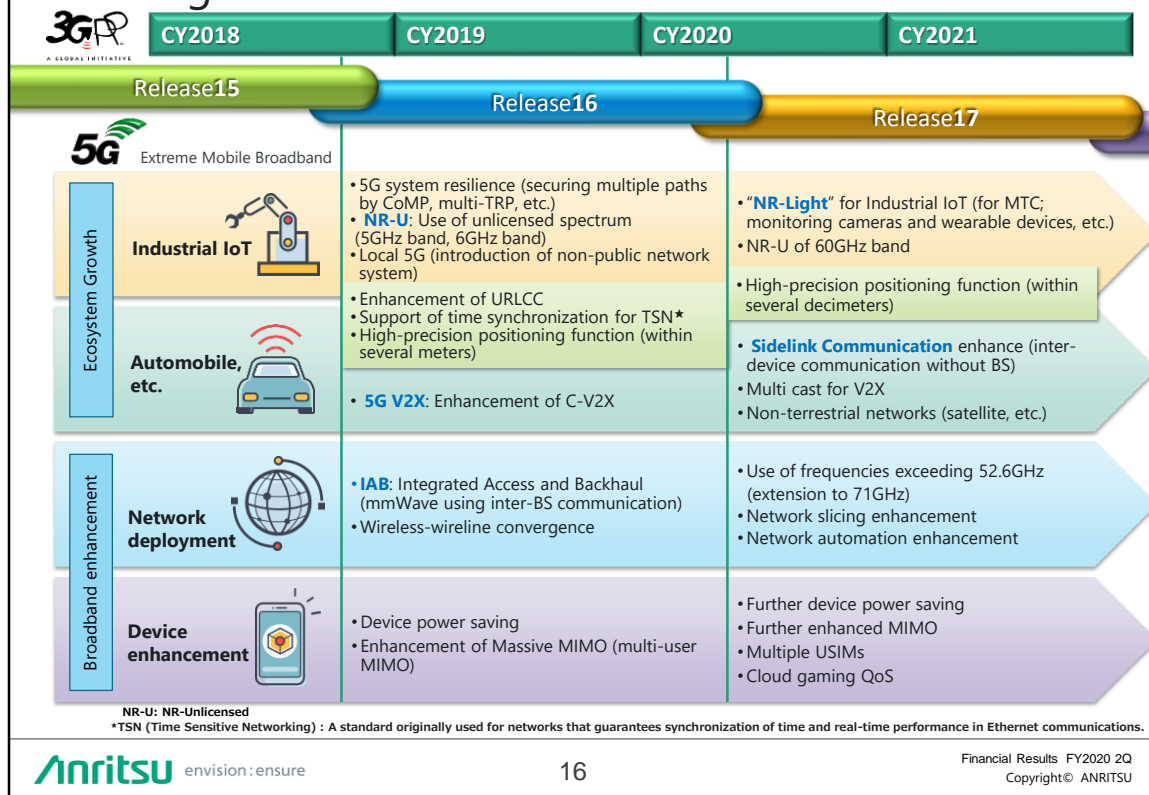 3GPP
A GLOBAL INITIATIVE
CY2018
CY2019
CY2020
CY2021
Release15
Release16
Release17
5G
Extreme Mobile Broadband
Ecosystem Growth
Industrial IoT
• 5G system resilience (securing multiple paths
by CoMP, multi-TRP, etc.)
• NR-U: Use of unlicensed spectrum
(5GHz band, 6GHz band)
• Local 5G (introduction of non-public network
system)
• "NR-Light" for Industrial IoT (for MTC;
monitoring cameras and wearable devices, etc.)
• NR-U of 60GHz band
• Enhancement of URLCC
• Support of time synchronization for TSN★
• High-precision positioning function (within
several meters)
• High-precision positioning function (within
several decimeters)
Automobile,
etc.
• 5G V2X: Enhancement of C-V2X
• Sidelink Communication enhance (inter-
device communication without BS)
• Multi cast for V2X
• Non-terrestrial networks (satellite, etc.)
Broadband enhancement
Network
deployment
• IAB: Integrated Access and Backhaul
(mmWave using inter-BS communication)
• Wireless-wireline convergence
• Use of frequencies exceeding 52.6GHz
(extension to 71GHz)
• Network slicing enhancement
• Network automation enhancement
Device
enhancement
• Device power saving
• Enhancement of Massive MIMO (multi-user
MIMO)
• Further device power saving
• Further enhanced MIMO
• Multiple USIMs
• Cloud gaming QoS
NR-U: NR-Unlicensed
★TSN (Time Sensitive Networking) : A standard originally used for networks that guarantees synchronization of time and real-time performance in Ethernet communications.
Anritsu envision : ensure
16
Financial Results FY2020 2Q
Copyright© ANRITSU